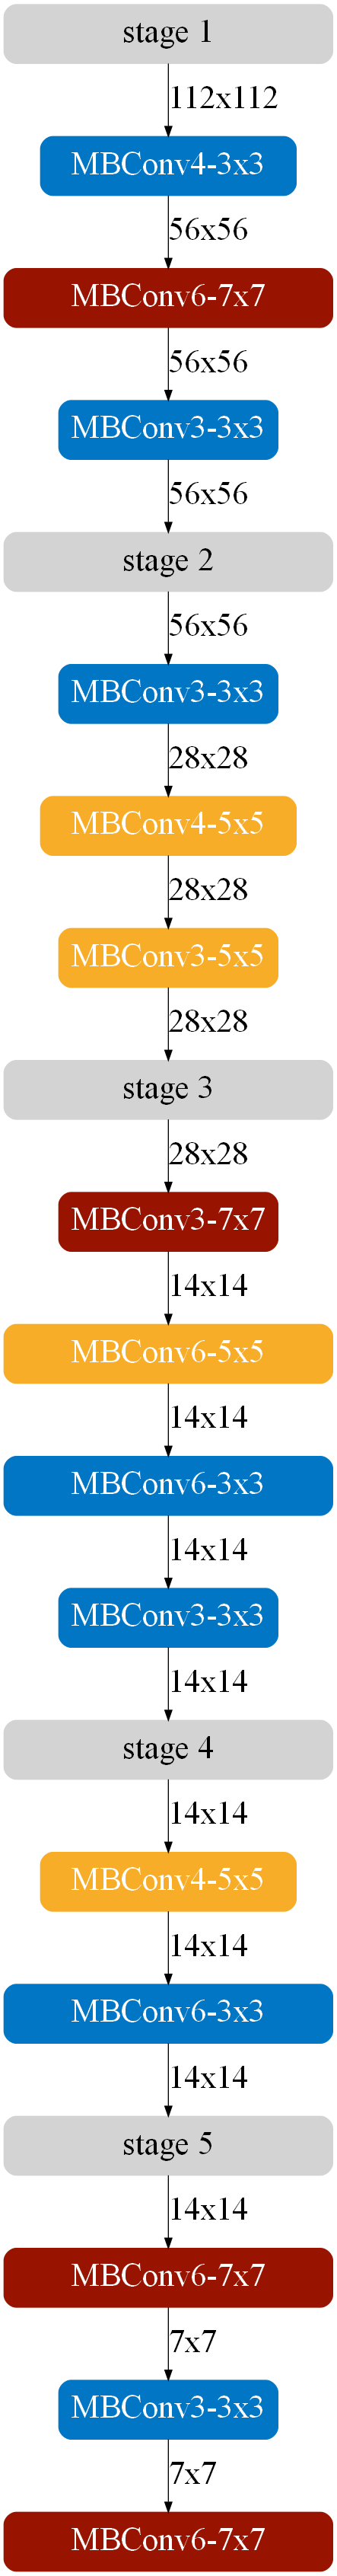 stage 1
112x112
MBConv4-3x3
56x56
MBConv6-7x7
56x56
MBConv3-3x3
56x56
stage 2
56x56
MBConv3-3x3
28x28
MBConv4-5x5
28x28
MBConv3-5x5
28x28
stage 3
28x28
MBConv3-7x7
14x14
MBConv6-5x5
14x14
MBConv6-3x3
14x14
MBConv3-3x3
14x14
stage 4
14x14
MBConv4-5x5
14x14
MBConv6-3x3
14x14
stage 5
14x14
MBConv6-7x7
7x7
MBConv3-3x3
7x7
MBConv6-7x7